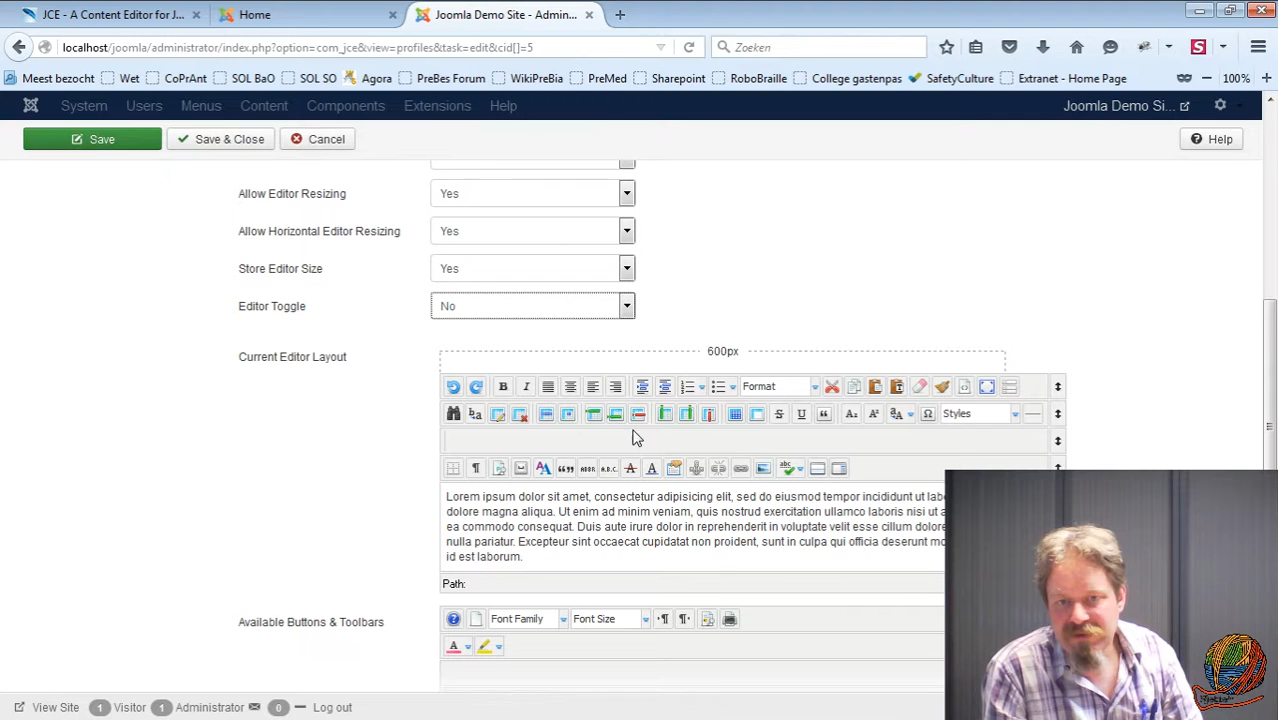 JCE - A Content Editor for J...
Home
Joomla Demo Site - Admin...
localhost/joomla/administrator/index.php?option=com_jce&view=profiles&task=edit&cid[]=5
Zoeken
Meest bezocht
Wet
CoPrAnt
SOL BaO
SOL SO
Agora
PreBes Forum
WikiPreBia
PreMed
Sharepoint
RoboBraille
College gastenpas
SafetyCulture
Extranet - Home Page
100%
System
Users
Menus
Content
Components
Extensions
Help
Joomla Demo Si...
Save
Save & Close
Cancel
Help
Allow Editor Resizing
Yes
Allow Horizontal Editor Resizing
Yes
Store Editor Size
Yes
Editor Toggle
No
Current Editor Layout
600px
Format
Styles
Lorem ipsum dolor sit amet, consectetur adipisicing elit, sed do eiusmod tempor incididunt ut lab
dolore magna aliqua. Ut enim ad minim veniam, quis nostrud exercitation ullamco laboris nisi ut a
ea commodo consequat. Duis aute irure dolor in reprehenderit in voluptate velit esse cillum dolore
nulla pariatur. Excepteur sint occaecat cupidatat non proident, sunt in culpa qui officia deserunt mo
id est laborum.
Path:
Available Buttons & Toolbars
Font Family
Font Size
View Site
1 Visitor
1 Administrator
0
Log out